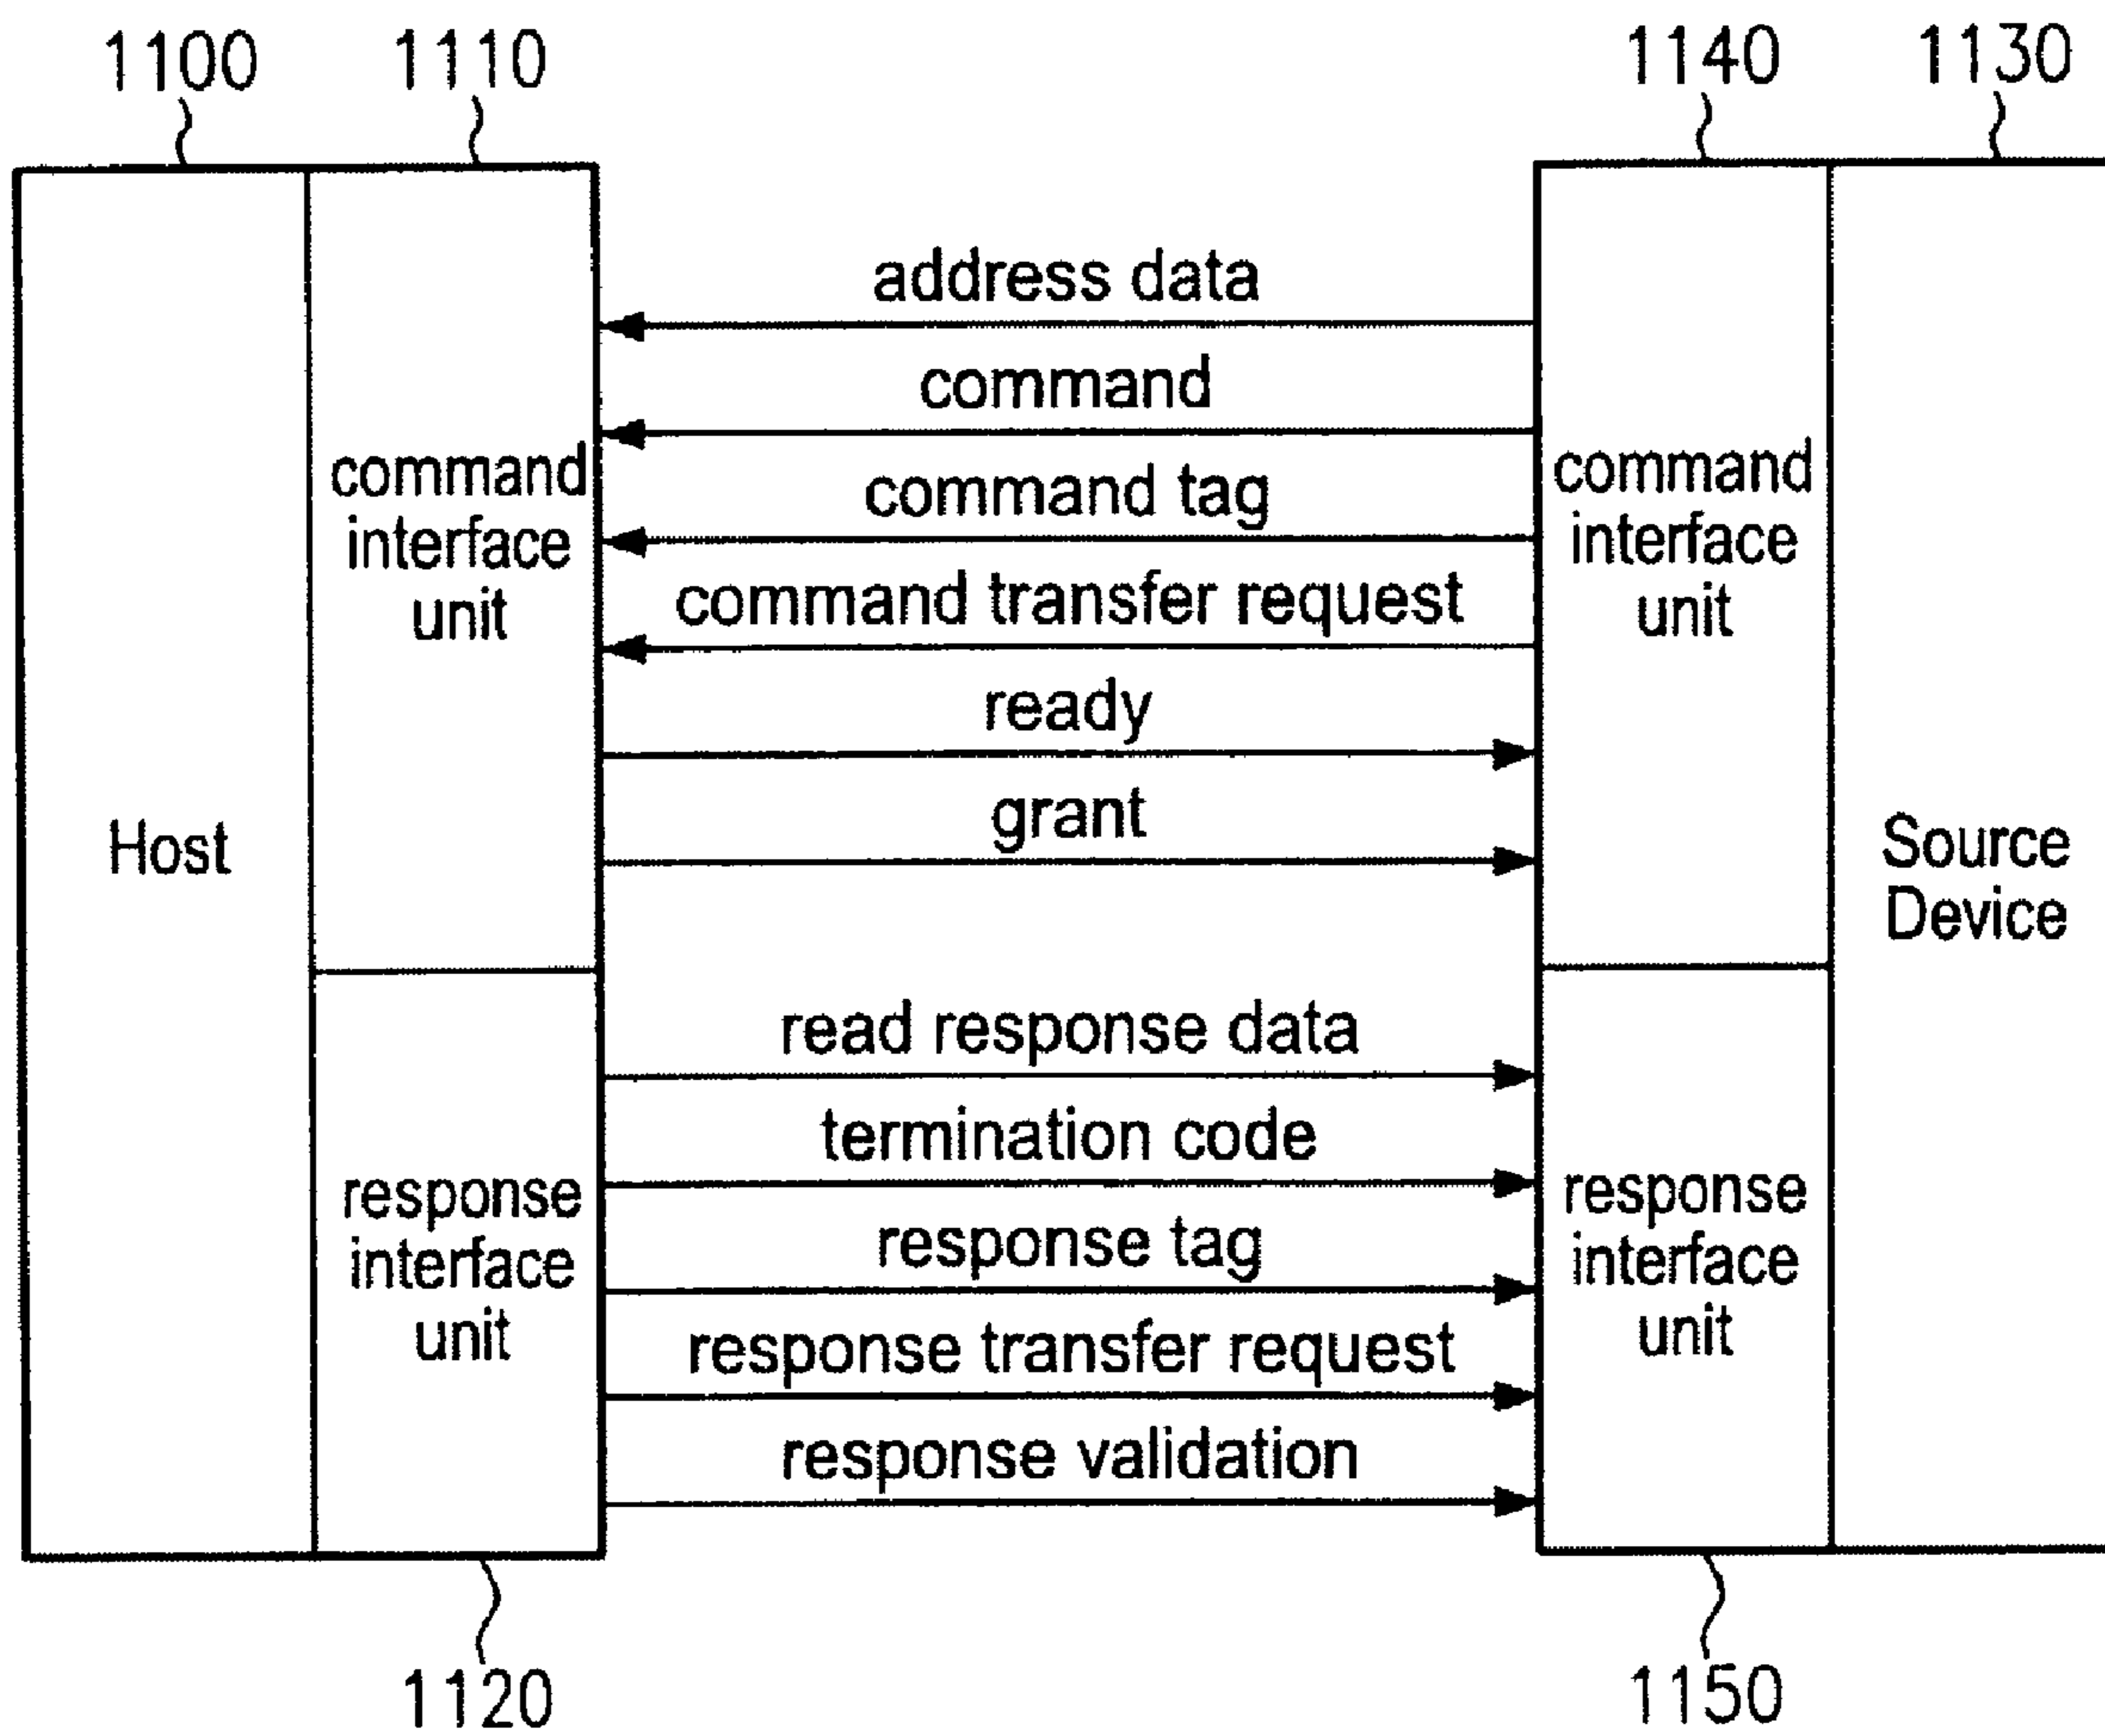 1100
1110
1140
1130
address data
command
command tag
command transfer request
ready
grant
command
interface
unit
command
interface
unit
Host
Source
Device
read response data
termination code
response tag
response transfer request
response validation
response
interface
unit
response
interface
unit
1120
1150